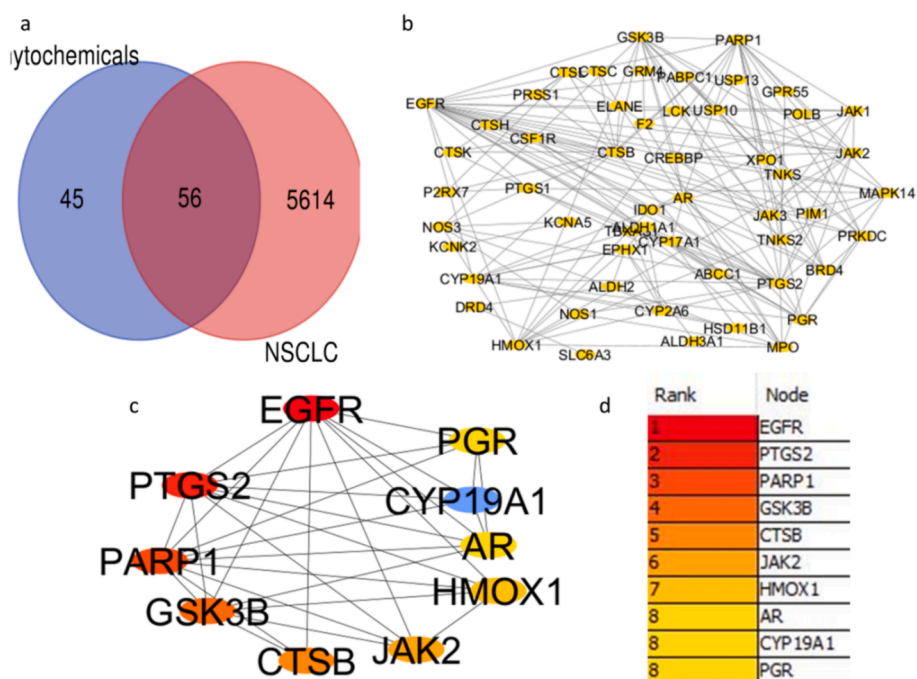 a
ytochemicals
45
56
5614
NSCLC
b
GSK3B
PARP1
CTSL
CTSC
GRM4
PABPC1
USP13
GPR55
PRSS1
EGFR
ELANE
LCK
USP10
POLB
JAK1
F2
CTSH
CSF1R
CTSK
CTSB
CREBBP
XPO1
JAK2
TNKS
P2RX7
PTGS1
AR
MAPK14
IDO1
NOS3
KCNA5
ALDH1A1
JAK3
PIM1
KCNK2
CYP17A1
TNKS2
PRKDC
EPHX1
CYP19A1
ABCC1
BRD4
ALDH2
PTGS2
DRD4
NOS1
CYP2A6
PGR
HSD11B1
HMOX1
ALDH3A1
MPO
SLC6A3
c
EGFR
PGR
PTGS2
CYP19A1
AR
PARP1
HMOX1
GSK3B
CTSB
JAK2
d
Rank Node
1 EGFR
2 PTGS2
3 PARP1
4 GSK3B
5 CTSB
6 JAK2
7 HMOX1
8 AR
8 CYP19A1
8 PGR